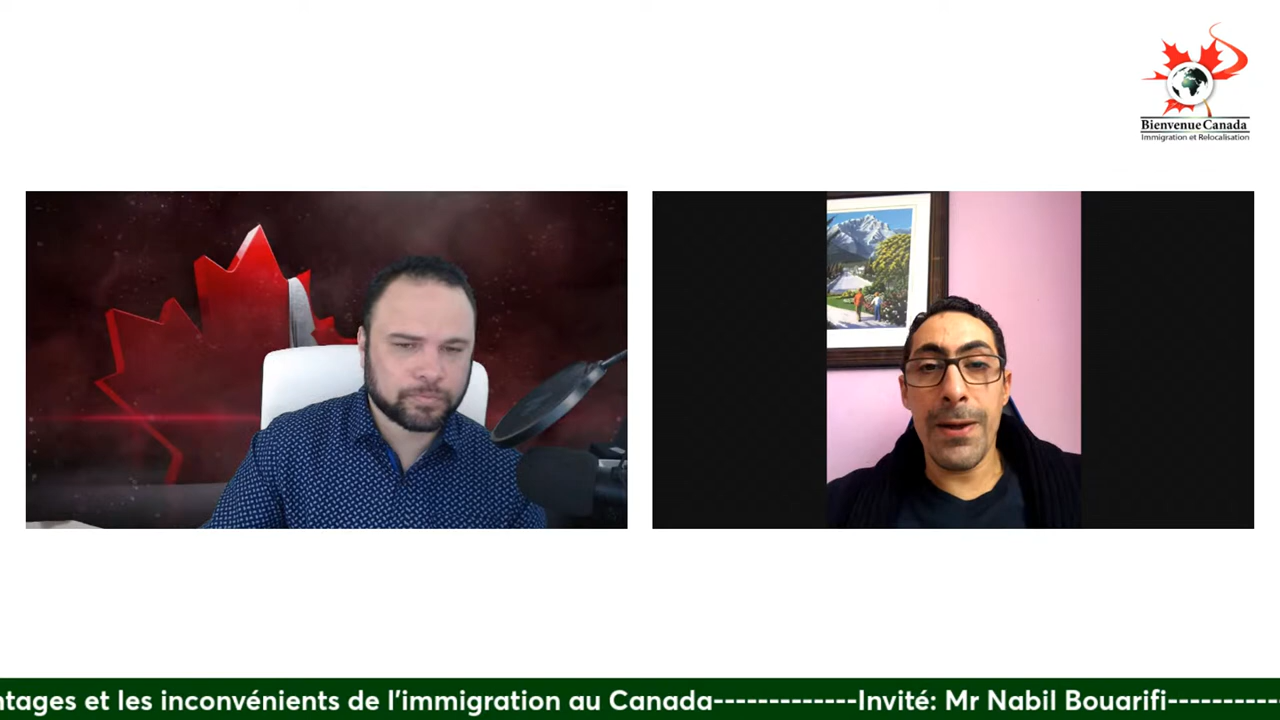 Bienvenue Canada
Immigration et Relocalisation
ntages et les inconvénients de l'immigration au Canada-------------Invité: Mr Nabil Bouarifi----------